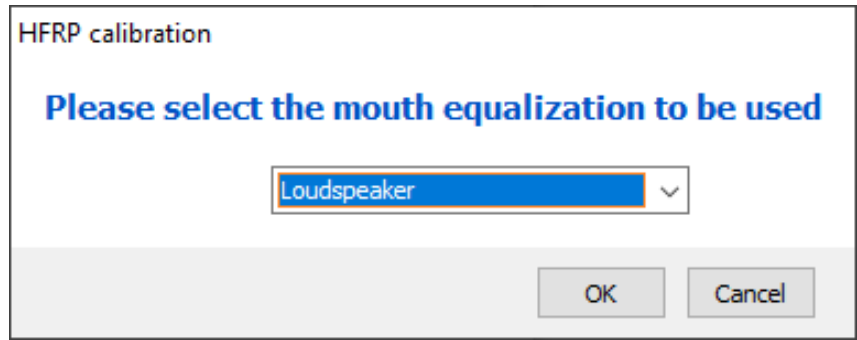 HFRP calibration
Please select the mouth equalization to be used
Loudspeaker
OK Cancel